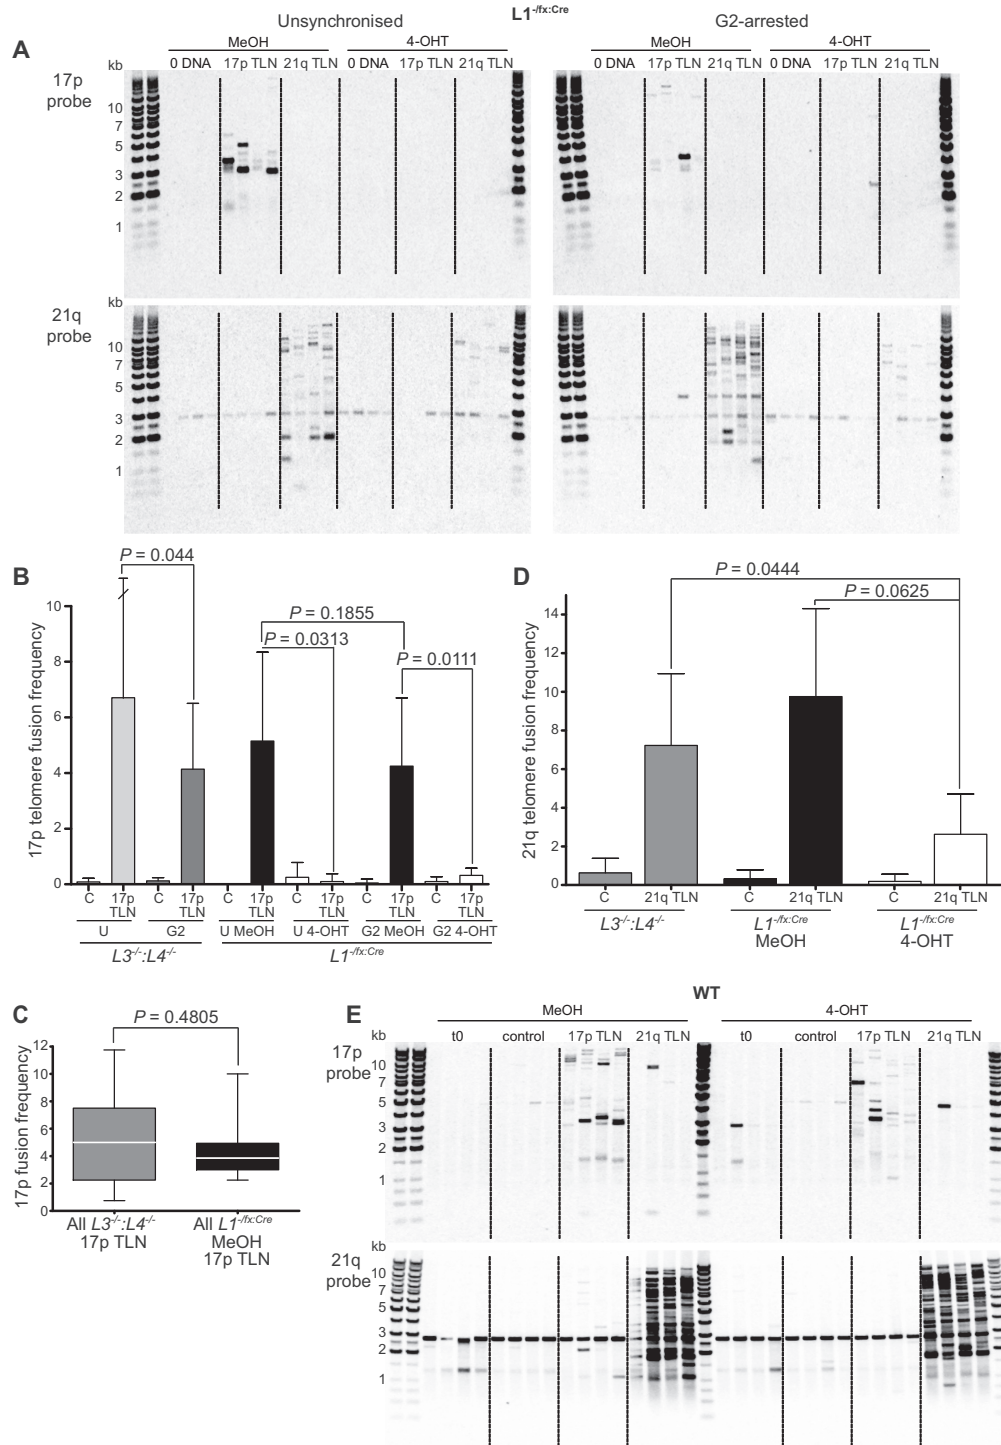 L1-/fx:Cre
Unsynchronised
G2-arrested
A
MeOH
4-OHT
MeOH
4-OHT
kb
0 DNA
17p TLN
21q TLN
0 DNA
17p TLN
21q TLN
0 DNA
17p TLN
21q TLN
0 DNA
17p TLN
21q TLN
17p
probe
10
7
5
3
2
1
kb
21q
probe
10
7
5
3
2
1
B
P = 0.044
P = 0.1855
P = 0.0313
P = 0.0111
17p telomere fusion frequency
10
8
6
4
2
0
C
17p
TLN
C
17p
TLN
C
17p
TLN
C
17p
TLN
C
17p
TLN
C
17p
TLN
U
G2
U MeOH
U 4-OHT
G2 MeOH
G2 4-OHT
L3-/-:L4-/-
L1-/fx:Cre
D
P = 0.0444
P = 0.0625
21q telomere fusion frequency
14
12
10
8
6
4
2
0
C
21q TLN
C
21q TLN
C
21q TLN
L3-/-:L4-/-
L1-/fx:Cre
MeOH
L1-/fx:Cre
4-OHT
C
P = 0.4805
17p fusion frequency
12
10
8
6
4
2
0
All L3-/-:L4-/-
17p TLN
All L1-/fx:Cre
MeOH
17p TLN
E
WT
MeOH
4-OHT
kb
t0
control
17p TLN
21q TLN
t0
control
17p TLN
21q TLN
17p
probe
10
7
5
3
2
1
kb
21q
probe
10
7
5
3
2
1